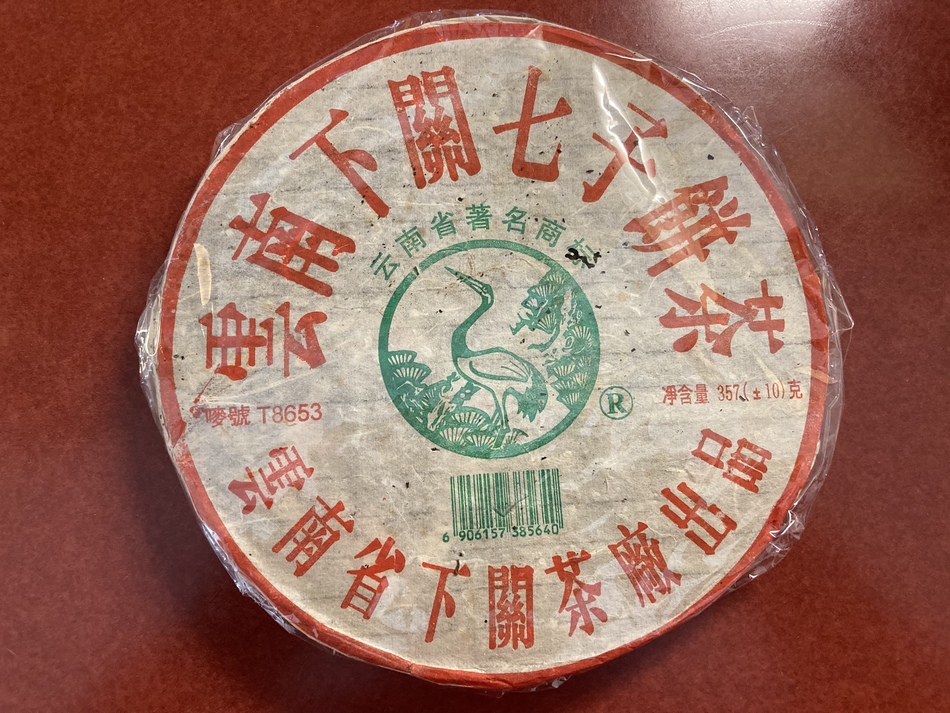 雲南下關七子餅茶
云南省著名商标
®
嘜號 T8653
淨含量 357(±10)克
6 906157 585640
雲南省下關茶廠出品